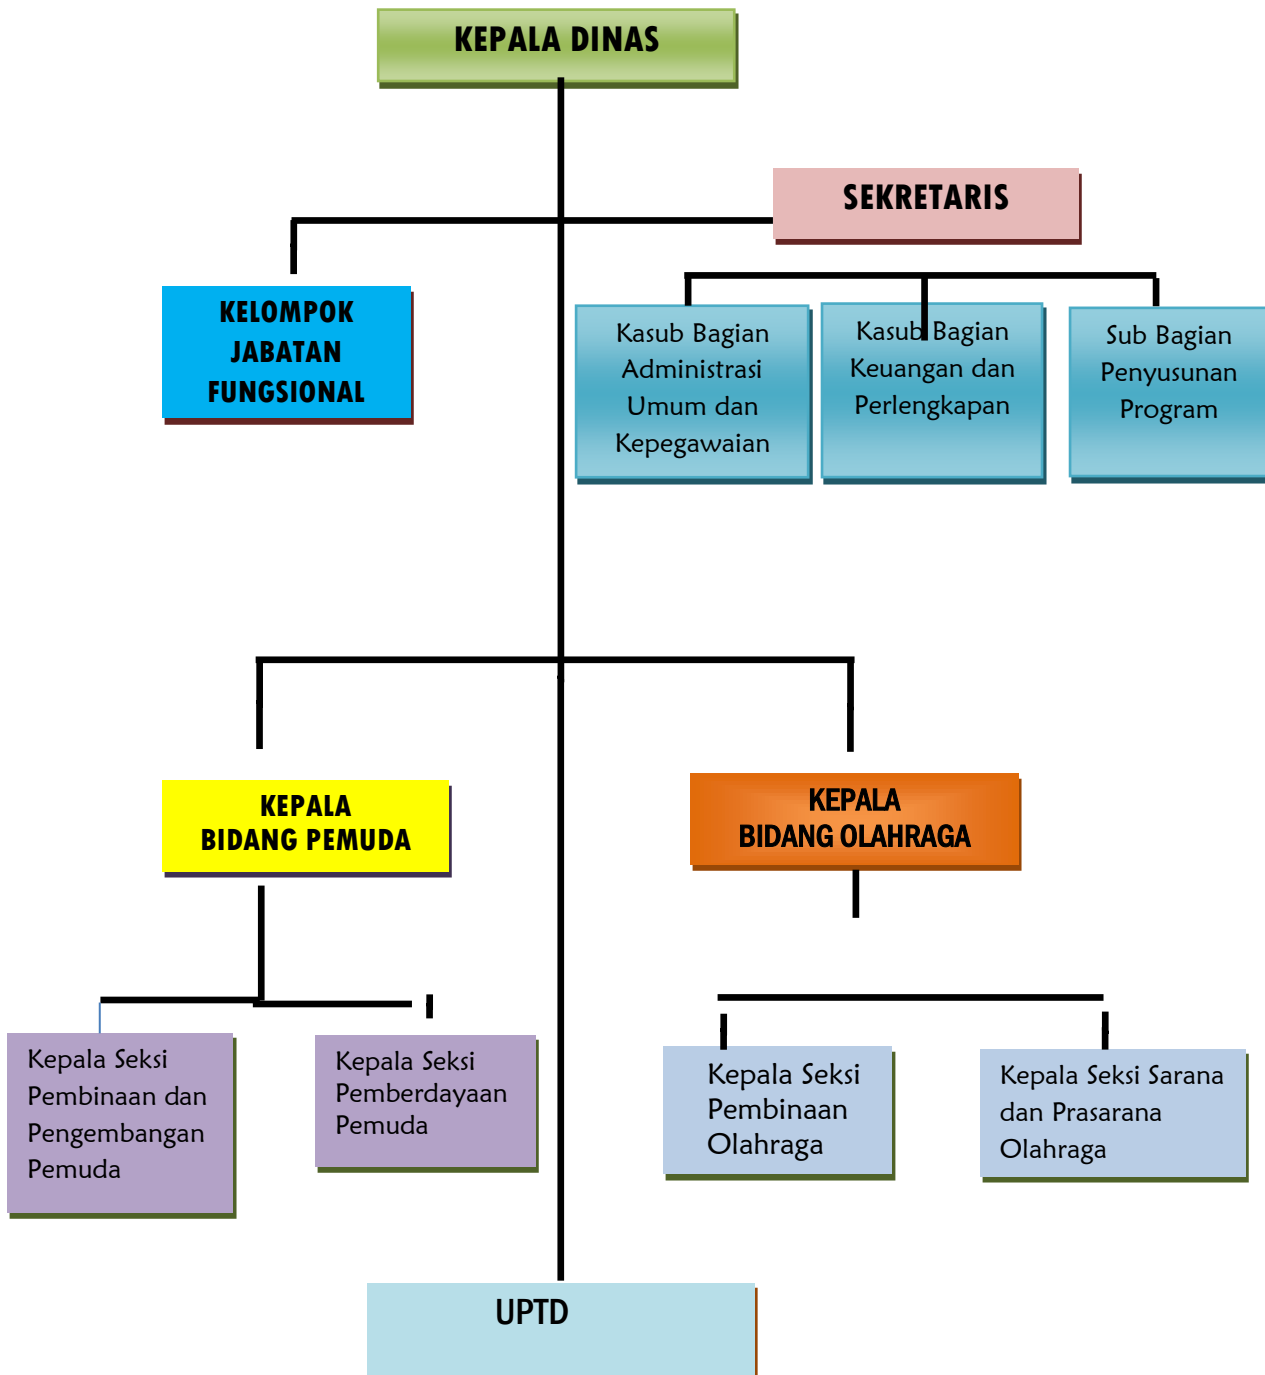 KEPALA DINAS
SEKRETARIS
KELOMPOK
JABATAN
FUNGSIONAL
Kasub Bagian
Administrasi
Umum dan
Kepegawaian
Kasub Bagian
Keuangan dan
Perlengkapan
Sub Bagian
Penyusunan
Program
KEPALA
BIDANG PEMUDA
KEPALA
BIDANG OLAHRAGA
Kepala Seksi
Pembinaan dan
Pengembangan
Pemuda
Kepala Seksi
Pemberdayaan
Pemuda
Kepala Seksi
Pembinaan
Olahraga
Kepala Seksi Sarana
dan Prasarana
Olahraga
UPTD